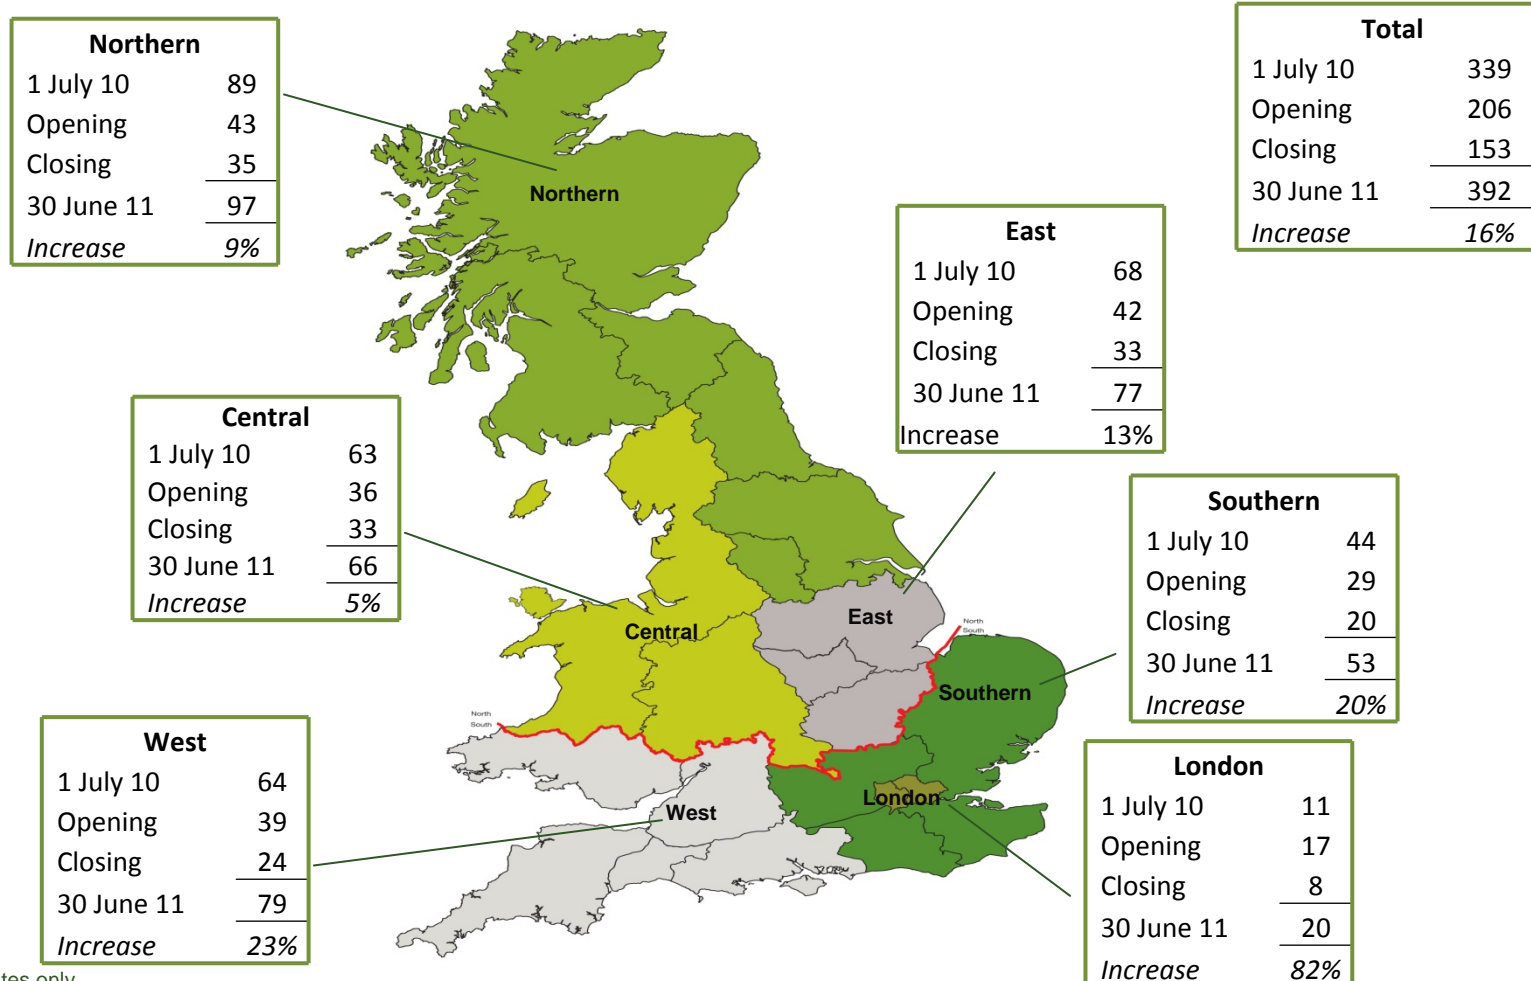 Northern
1 July 10 89
Opening 43
Closing 35
30 June 11 97
Increase 9%
Total
1 July 10 339
Opening 206
Closing 153
30 June 11 392
Increase 16%
Northern
East
1 July 10 68
Opening 42
Closing 33
30 June 11 77
Increase 13%
Central
1 July 10 63
Opening 36
Closing 33
30 June 11 66
Increase 5%
Southern
1 July 10 44
Opening 29
Closing 20
30 June 11 53
Increase 20%
East
Central
North
South
Southern
North
South
West
1 July 10 64
Opening 39
Closing 24
30 June 11 79
Increase 23%
London
West
London
1 July 10 11
Opening 17
Closing 8
30 June 11 20
Increase 82%
only